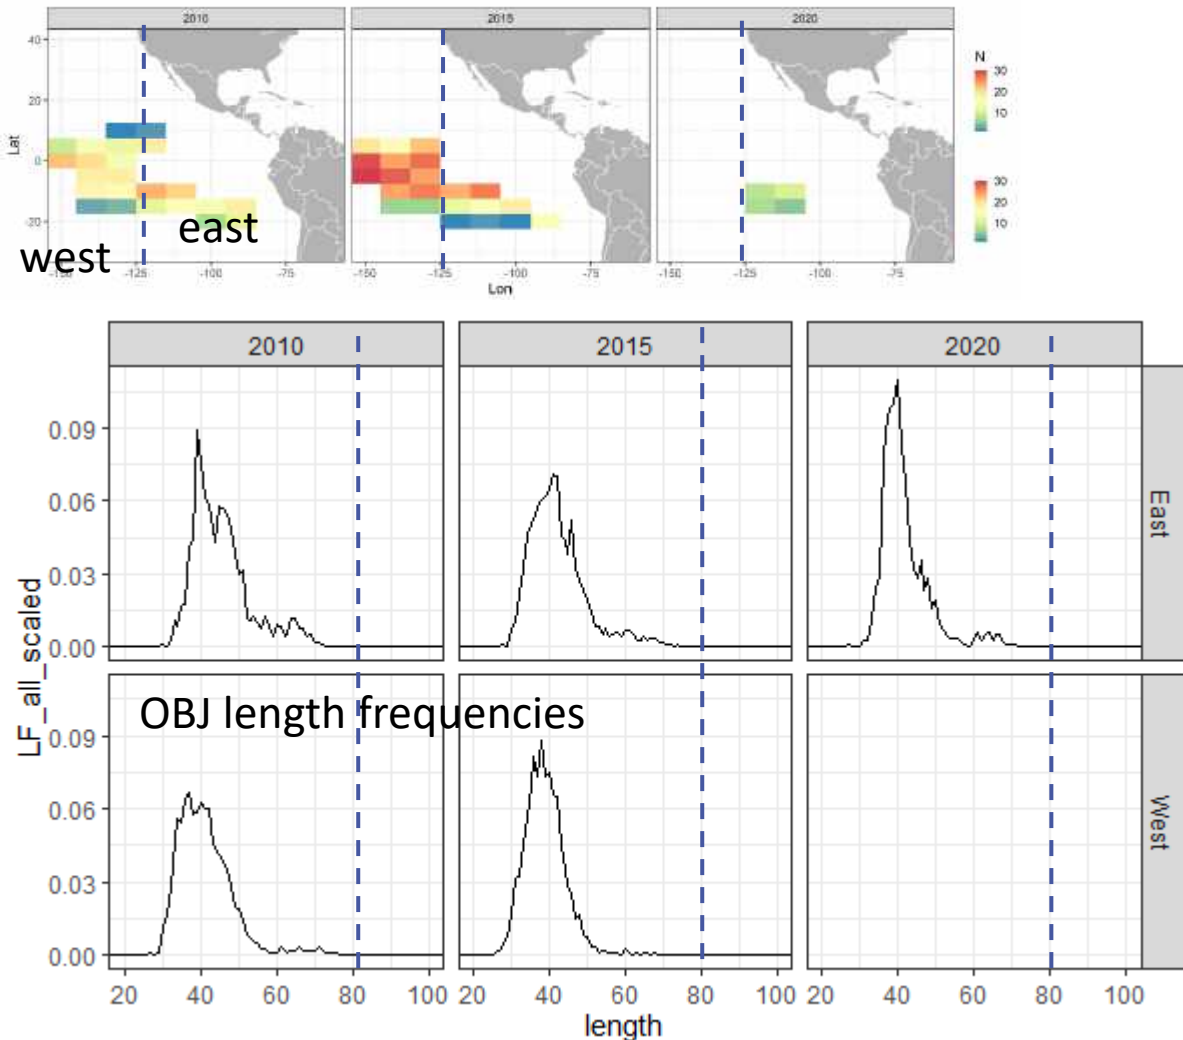 2010 2015 2020
40
20
0
-20
Lat
-150 -125 -100 -75 -150 -125 -100 -75 -150 -125 -100 -75
Lon
N
30
20
10
30
20
10
west
east
2010 2015 2020
0.09
0.06
0.03
0.00
East
OBJ length frequencies
0.09
0.06
0.03
0.00
West
LF_all_scaled
20 40 60 80 100 20 40 60 80 100 20 40 60 80 100
length